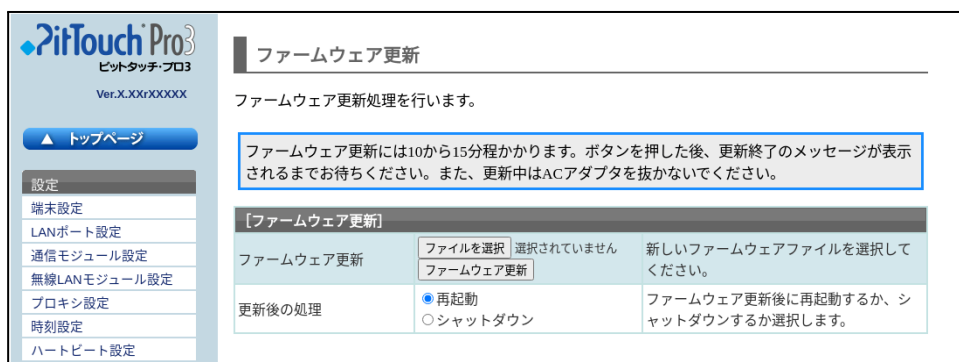 PitTouch Pro3
ピットタッチ・プロ3
Ver.X.XXrXXXXX
▲ トップページ
設定
端末設定
LANポート設定
通信モジュール設定
無線LANモジュール設定
プロキシ設定
時刻設定
ハートビート設定
ファームウェア更新
ファームウェア更新処理を行います。
ファームウェア更新には10から15分程かかります。ボタンを押した後、更新終了のメッセージが表示
されるまでお待ちください。また、更新中はACアダプタを抜かないでください。
[ファームウェア更新]
ファームウェア更新
ファイルを選択 選択されていません
ファームウェア更新
新しいファームウェアファイルを選択して
ください。
更新後の処理
再起動
シャットダウン
ファームウェア更新後に再起動するか、シ
ャットダウンするか選択します。